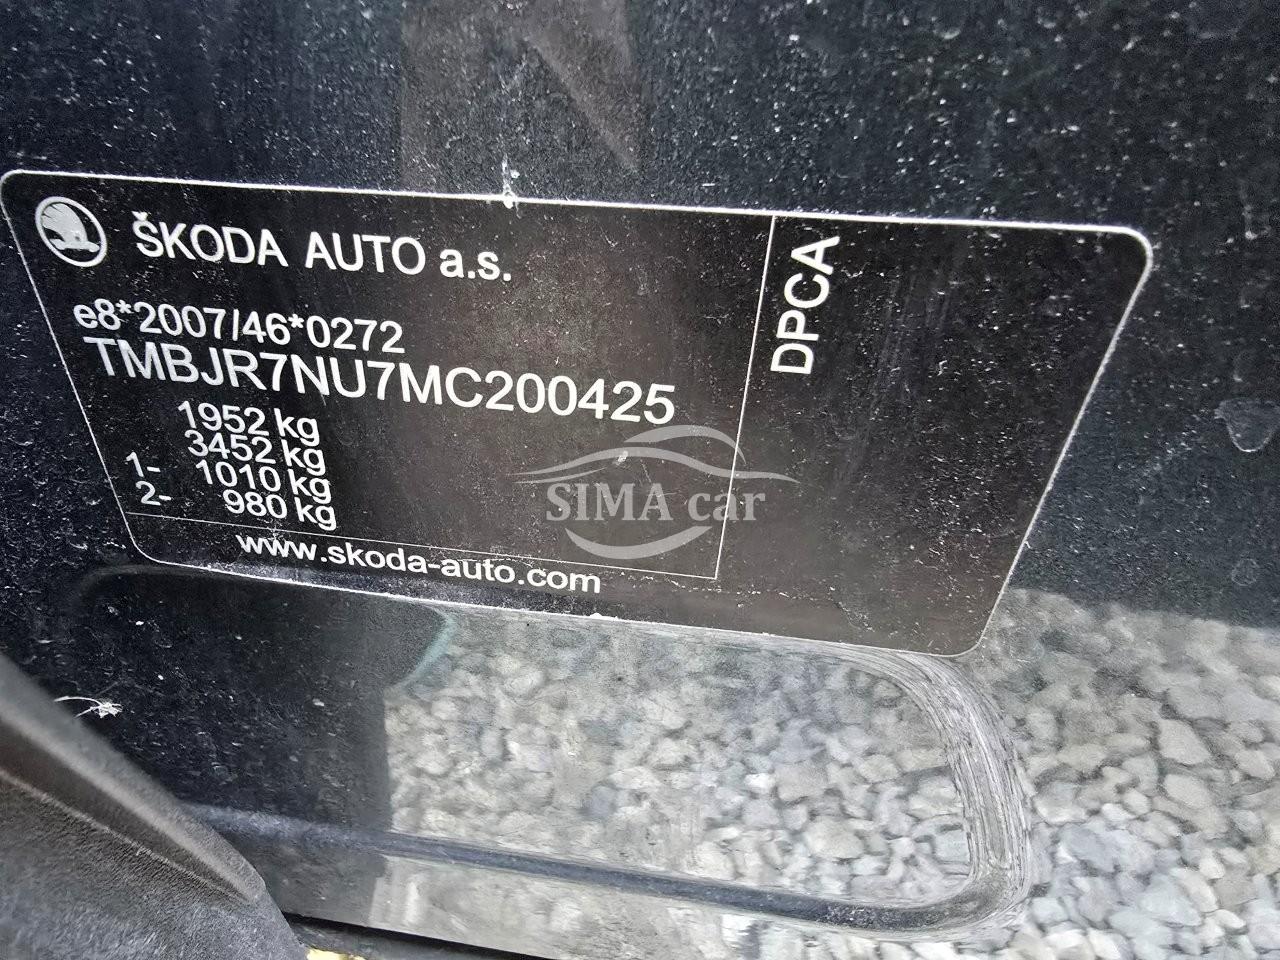 ŠKODA AUTO a.s.
e8*2007/46*0272
TMBJR7NU7MC200425
1952 kg
3452 kg
1- 1010 kg
2- 980 kg
www.skoda-auto.com
DPCA
SIMA car